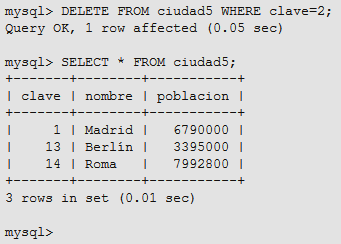 mysql> DELETE FROM ciudad5 WHERE clave=2;
Query OK, 1 row affected (0.05 sec)

mysql> SELECT * FROM ciudad5;
+-------+--------+-----------+
| clave | nombre | poblacion |
+-------+--------+-----------+
|     1 | Madrid |   6790000 |
|    13 | Berlín |   3395000 |
|    14 | Roma   |   7992800 |
+-------+--------+-----------+
3 rows in set (0.01 sec)

mysql>